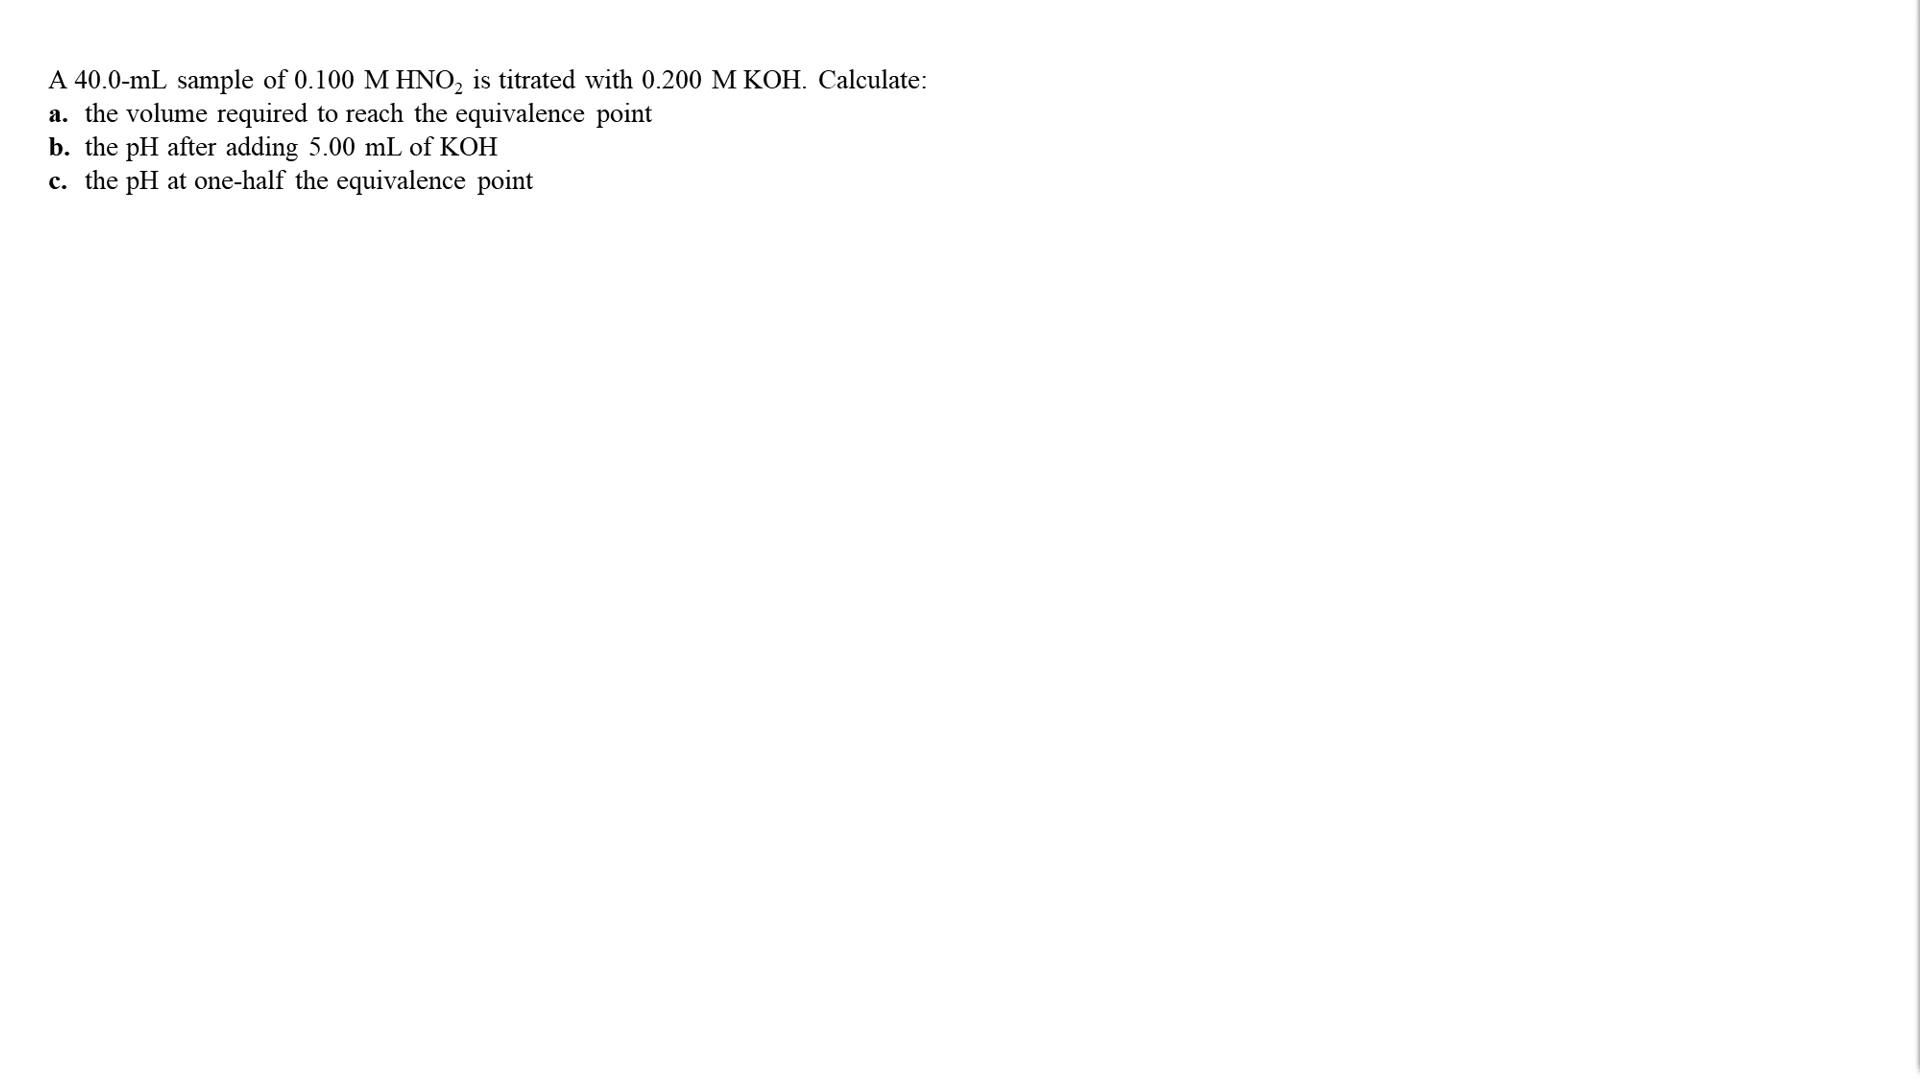 A 40.0-mL sample of 0.100 M HNO₂ is titrated with 0.200 M KOH. Calculate:
a. the volume required to reach the equivalence point
b. the pH after adding 5.00 mL of KOH
c. the pH at one-half the equivalence point